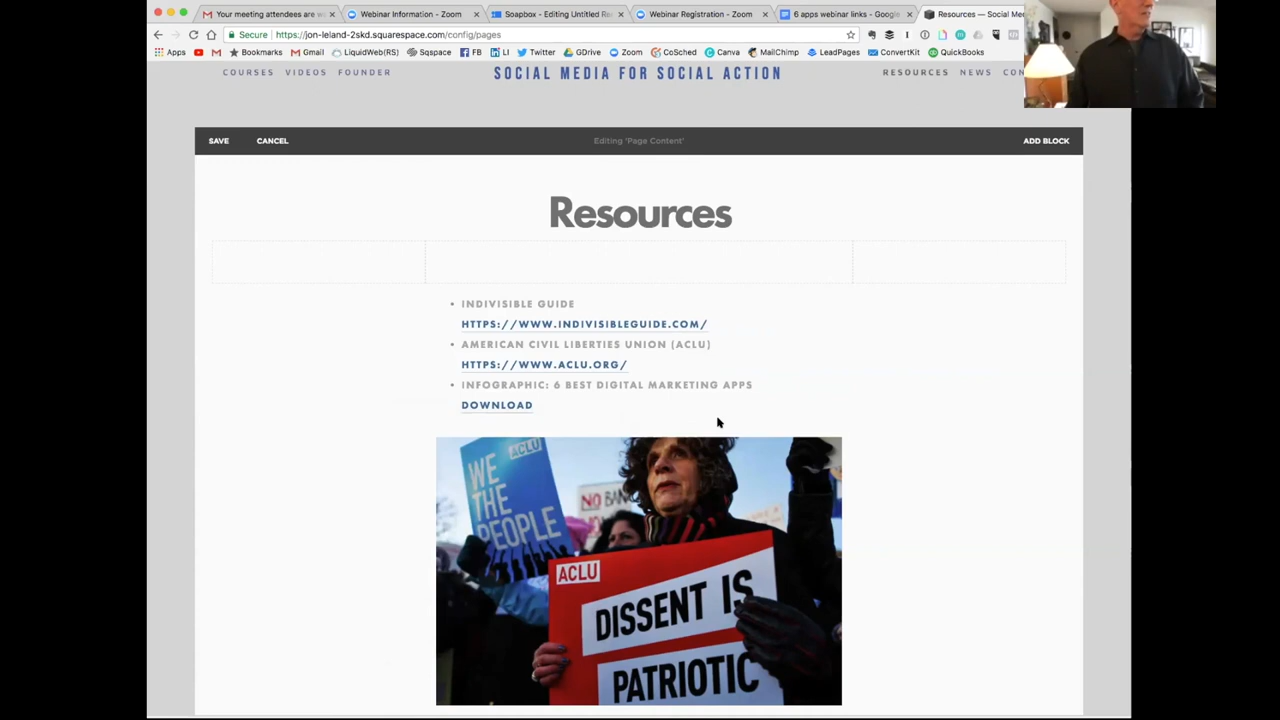 Your meeting attendees are w
Webinar Information - Zoom
Soapbox - Editing Untitled Re
Webinar Registration - Zoom
6 apps webinar links - Google
Resources — Social Me
Secure
https://jon-leland-2skd.squarespace.com/config/pages
Apps
Bookmarks
Gmail
LiquidWeb(RS)
Sqspace
FB
LI
Twitter
GDrive
Zoom
CoSched
Canva
MailChimp
LeadPages
ConvertKit
QuickBooks
COURSES VIDEOS FOUNDER
SOCIAL MEDIA FOR SOCIAL ACTION
RESOURCES NEWS CON
SAVE CANCEL
Editing 'Page Content'
ADD BLOCK
Resources
• INDIVISIBLE GUIDE
HTTPS://WWW.INDIVISIBLEGUIDE.COM/
• AMERICAN CIVIL LIBERTIES UNION (ACLU)
HTTPS://WWW.ACLU.ORG/
• INFOGRAPHIC: 6 BEST DIGITAL MARKETING APPS
DOWNLOAD
ACLU
WE
THE
PEOPLE
NO BAN
ACLU
DISSENT IS
PATRIOTIC